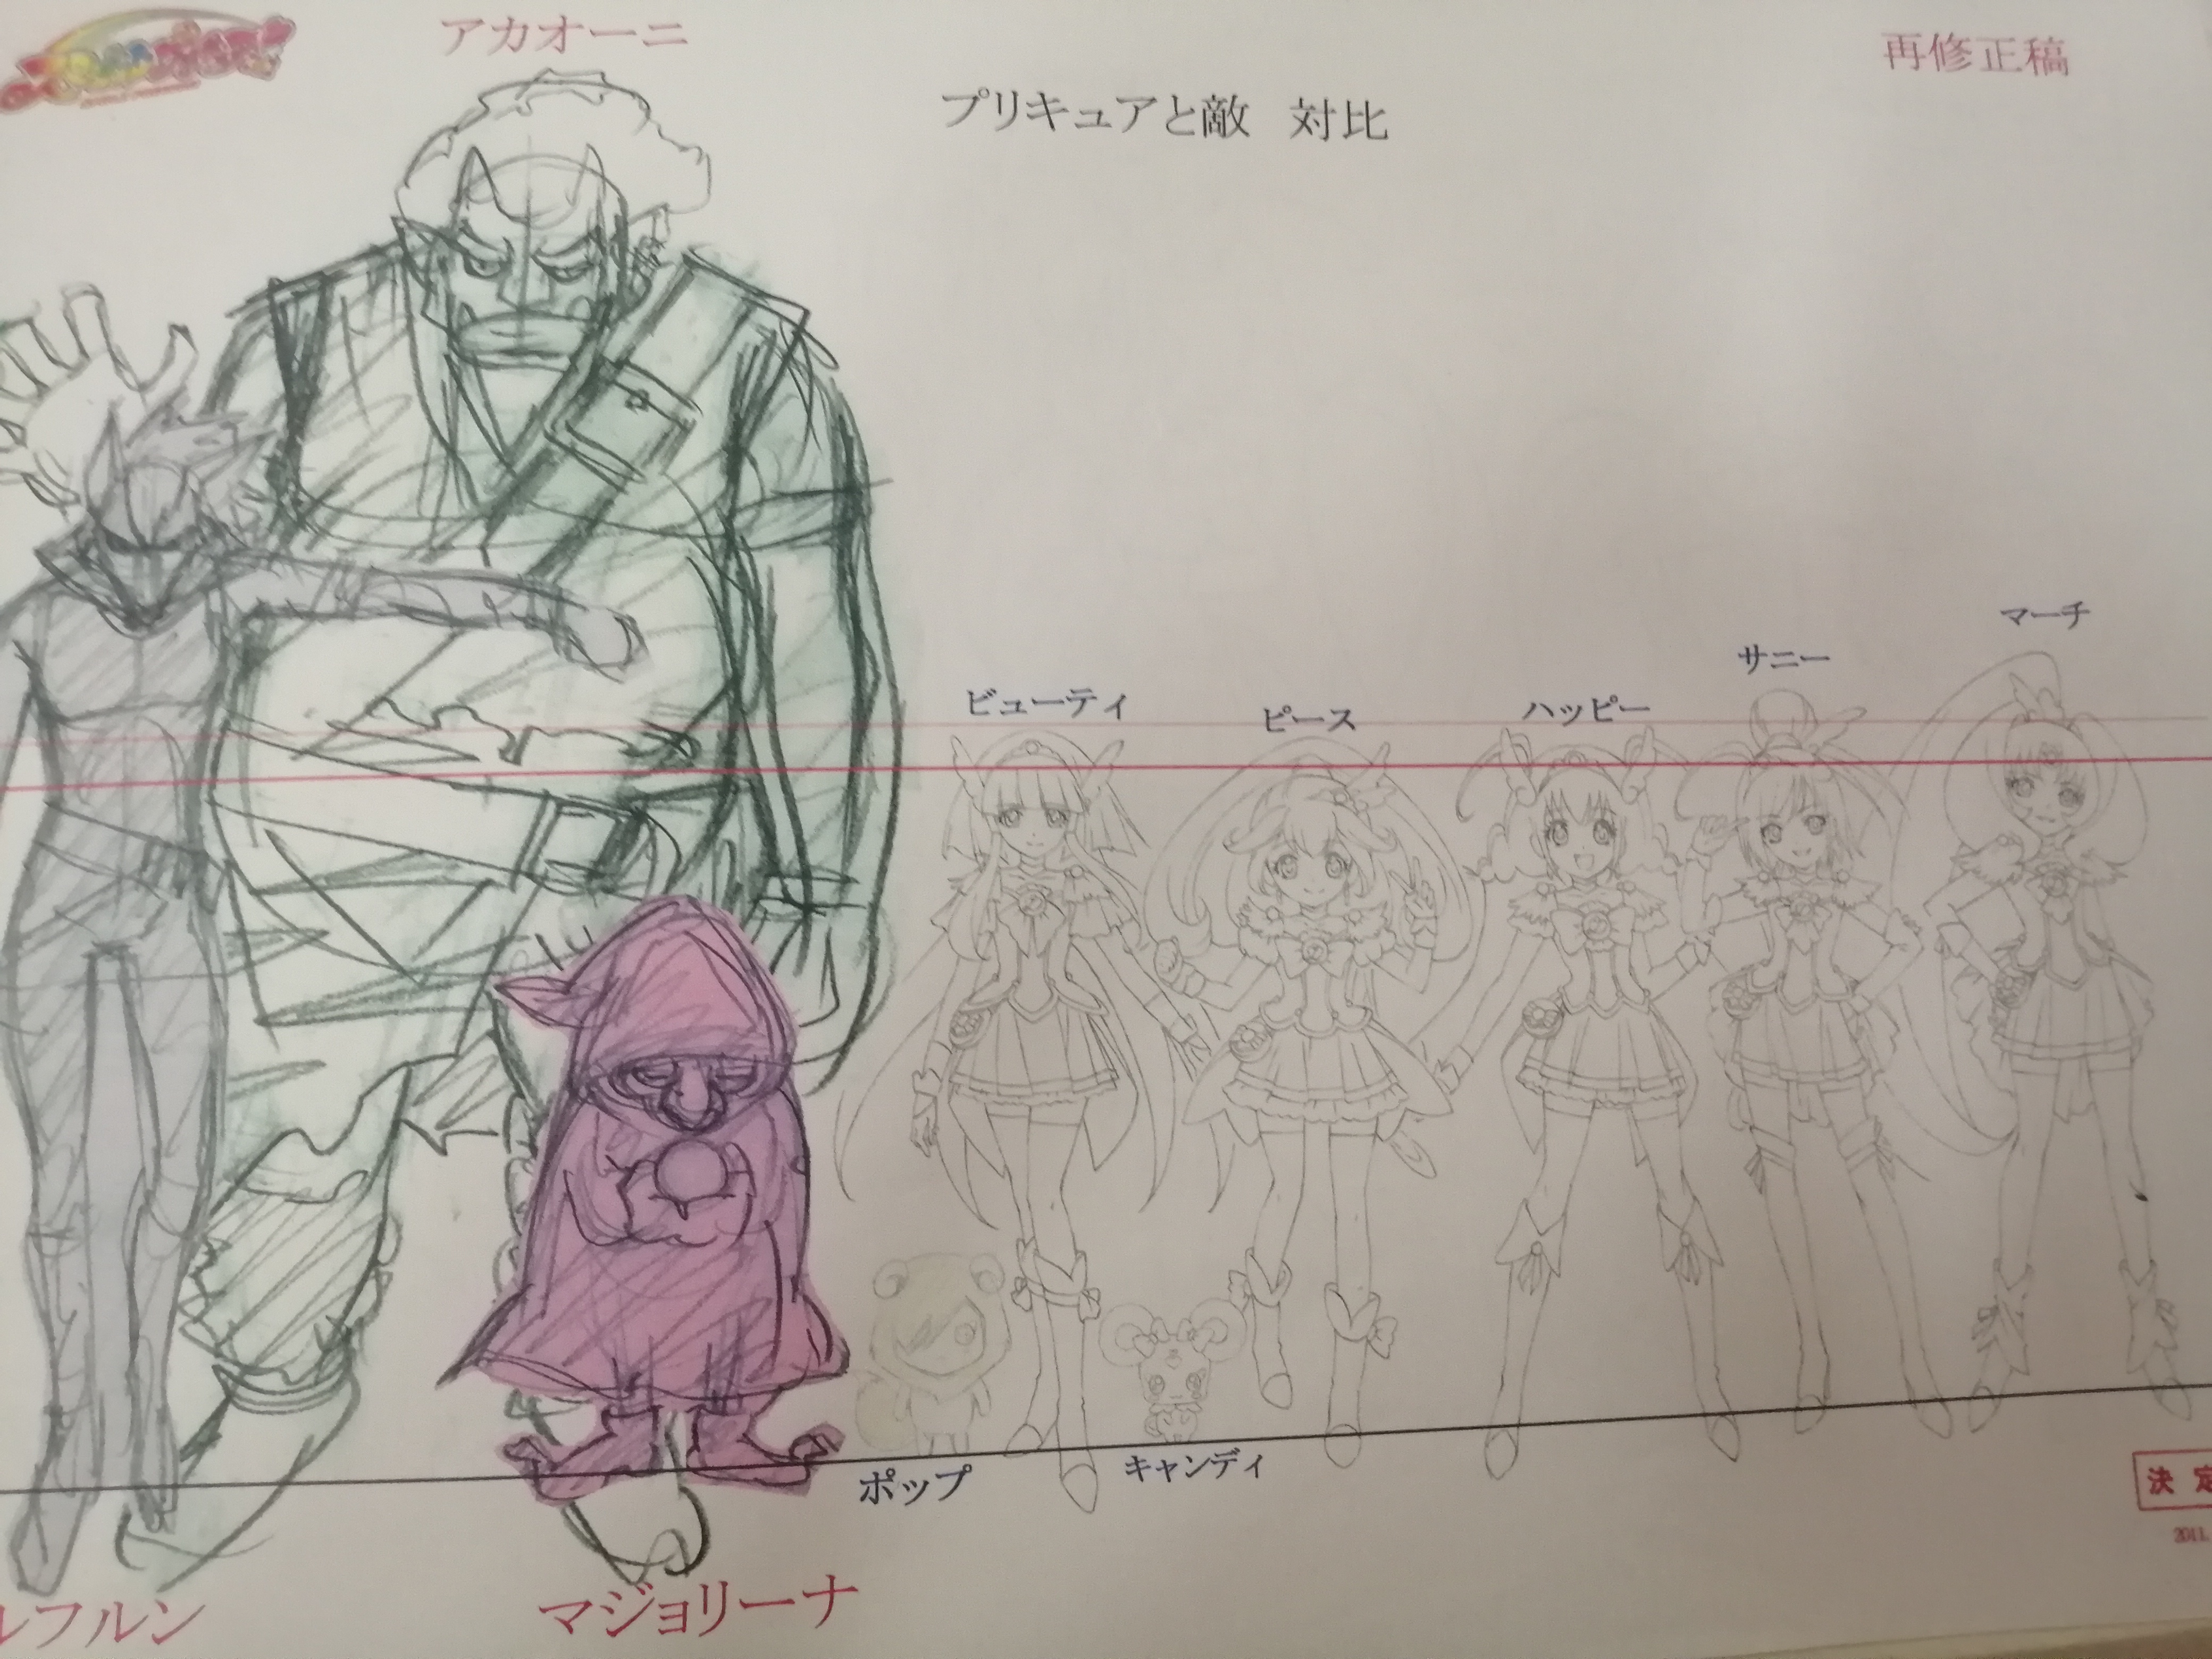 アカオーニ
再修正稿
プリキュアと敵 対比
マーチ
サニー
ビューティ
ピース
ハッピー
ポップ
キャンディ
決定
2011.
ルフルン
マジョリーナ